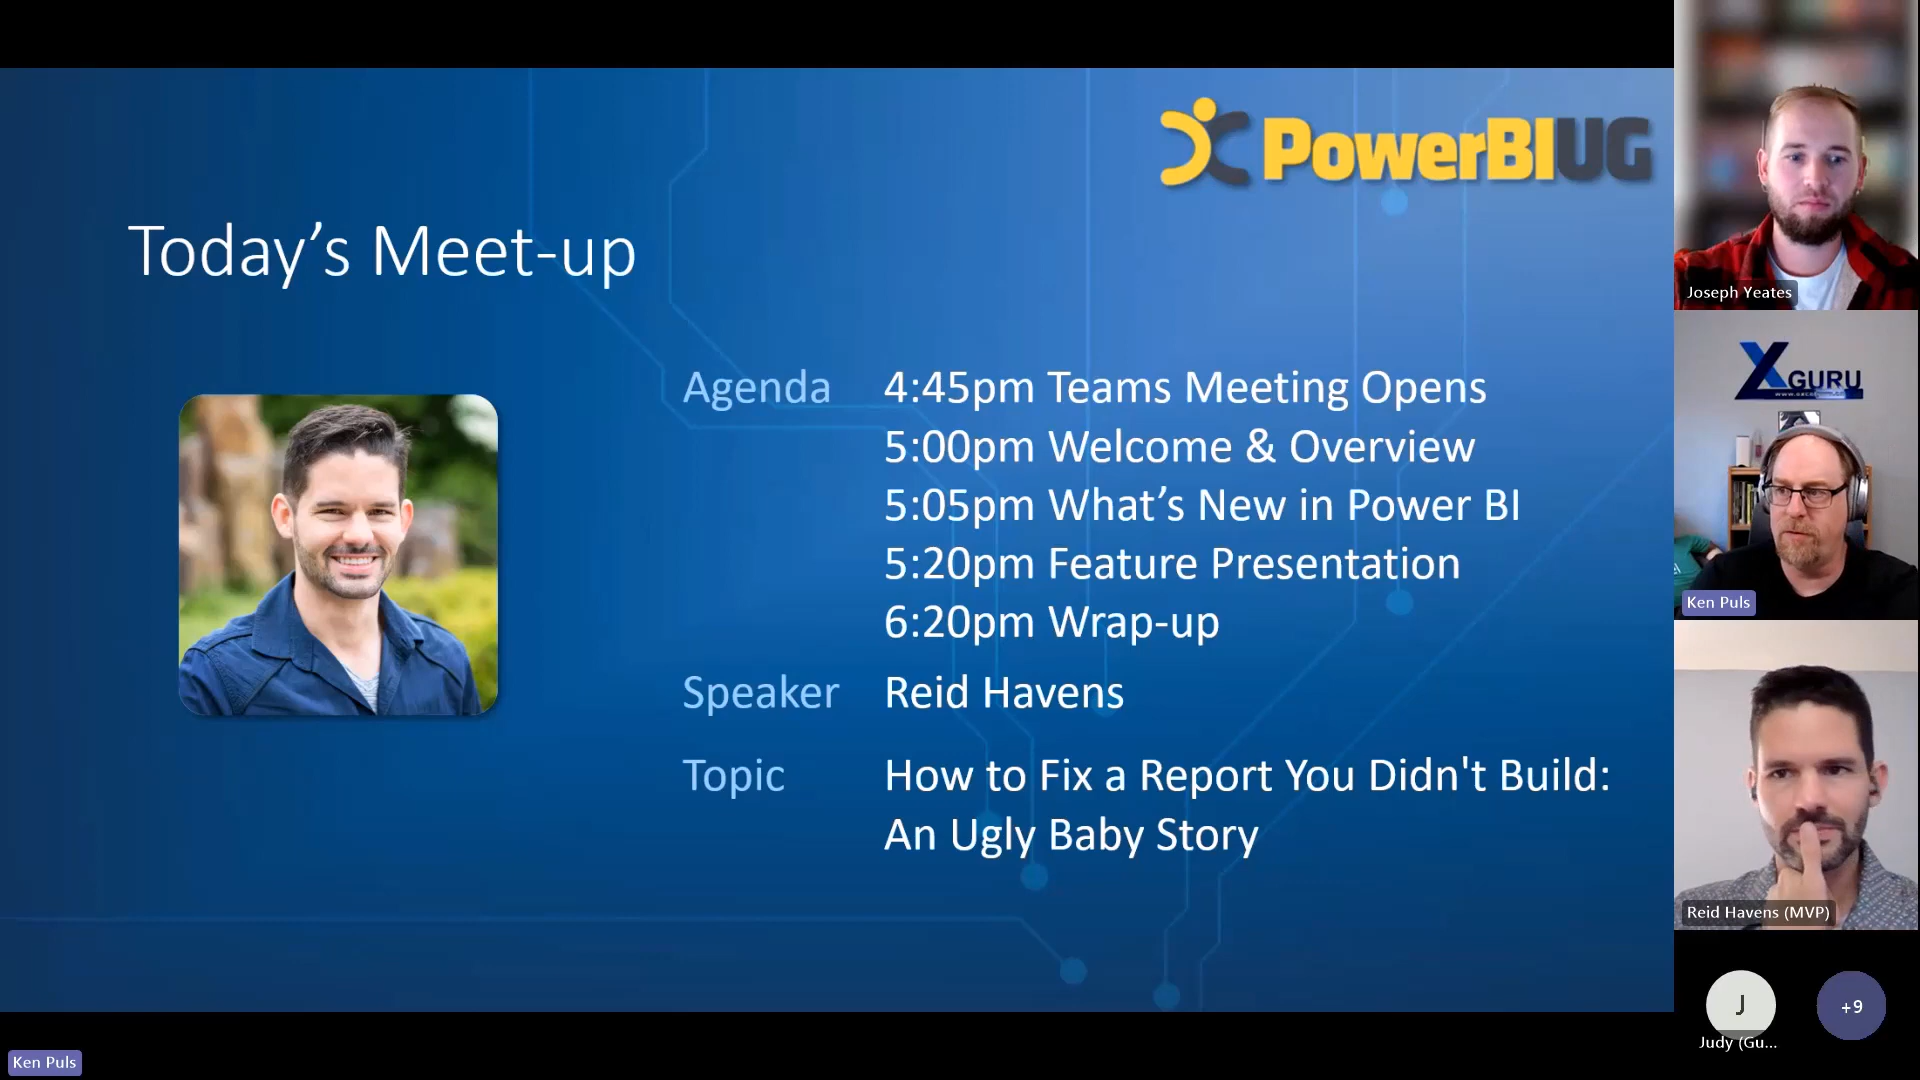 PowerBIUG
Today's Meet-up
Agenda 4:45pm Teams Meeting Opens
5:00pm Welcome & Overview
5:05pm What's New in Power BI
5:20pm Feature Presentation
6:20pm Wrap-up
Speaker Reid Havens
Topic How to Fix a Report You Didn't Build:
An Ugly Baby Story
Joseph Yeates
XGURU
Ken Puls
Reid Havens (MVP)
J
+9
Judy (Gu...
Ken Puls